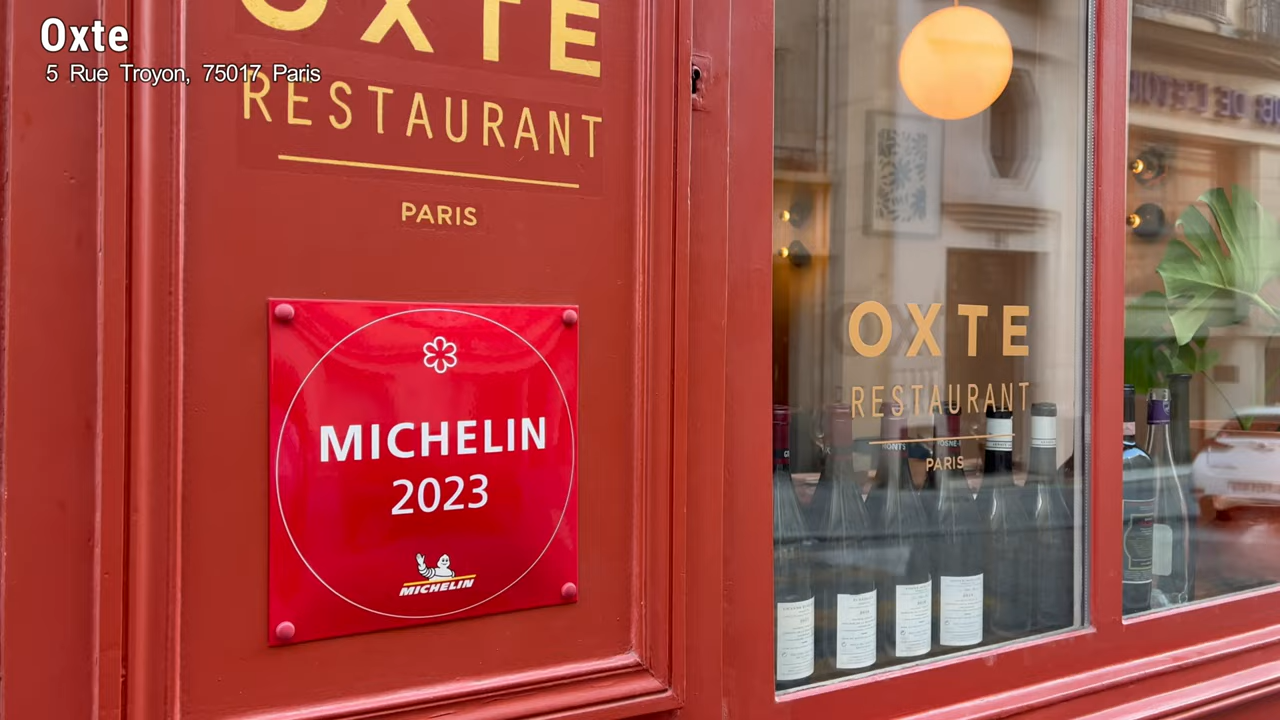 Oxte
5 Rue Troyon, 75017 Paris
OXTE
RESTAURANT
PARIS
MICHELIN
2023
MICHELIN
OXTE
RESTAURANT
PARIS